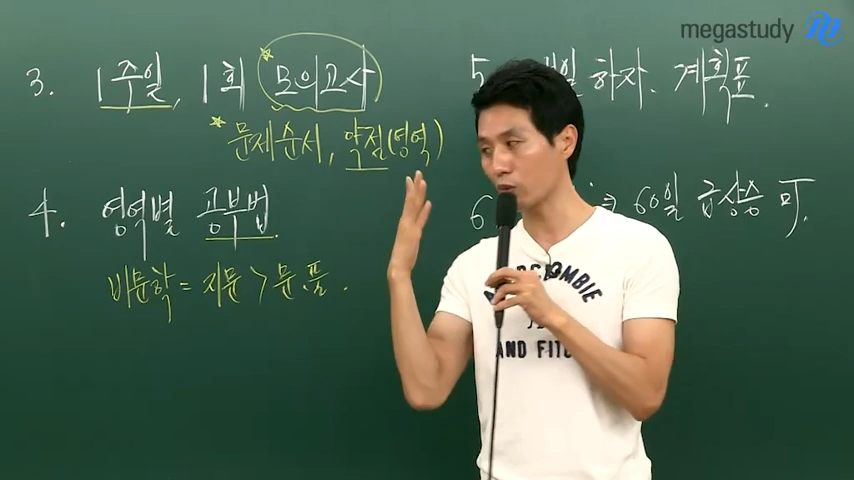 megastudy
3. 1주일, 1회 모의고사
*문제순서, 약점(영역)
4. 영역별 공부법.
비문학 = 지문 > 문.풂.
5 일 하자. 계획표.
6 ⇒ 60일 급상승 可.
ABERCROMBIE
AND FITC